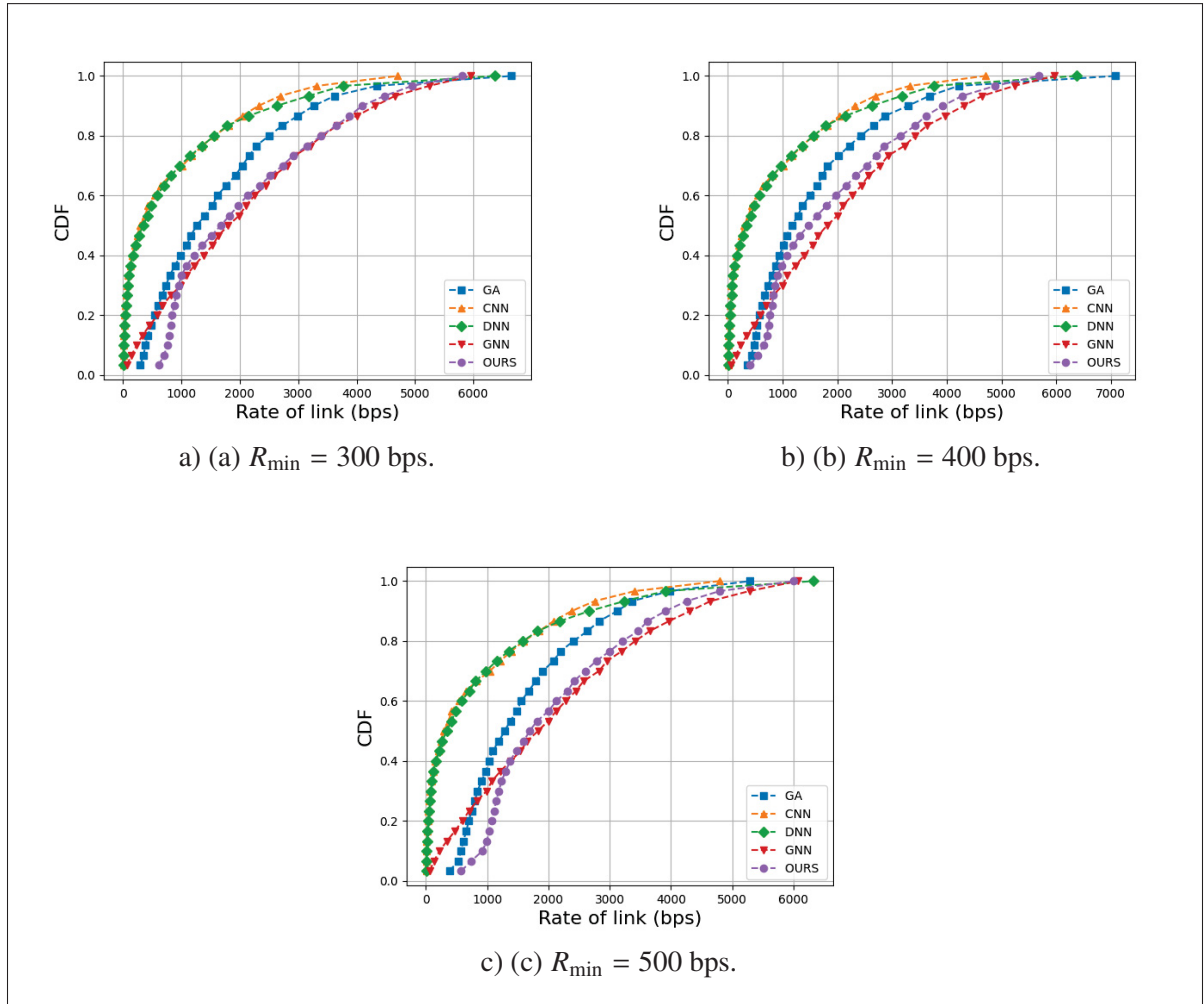 1.0
0.8
0.6
0.4
0.2
0.0
CDF
GA
CNN
DNN
GNN
OURS
0 1000 2000 3000 4000 5000 6000
Rate of link (bps)
a) (a) R_min = 300 bps.
1.0
0.8
0.6
0.4
0.2
0.0
CDF
GA
CNN
DNN
GNN
OURS
0 1000 2000 3000 4000 5000 6000 7000
Rate of link (bps)
b) (b) R_min = 400 bps.
1.0
0.8
0.6
0.4
0.2
0.0
CDF
GA
CNN
DNN
GNN
OURS
0 1000 2000 3000 4000 5000 6000
Rate of link (bps)
c) (c) R_min = 500 bps.